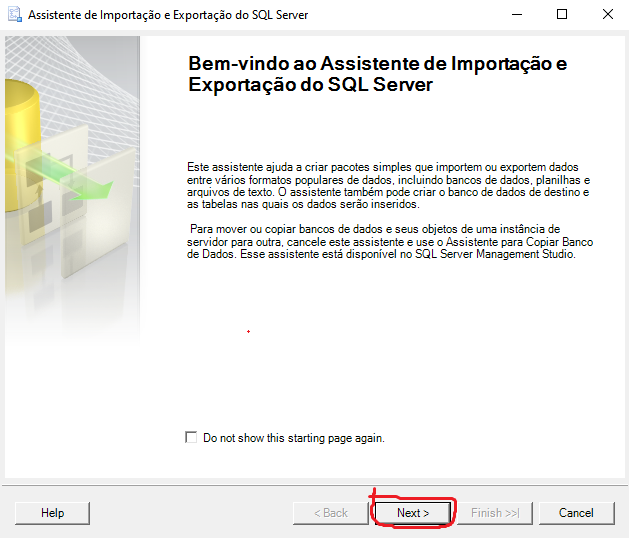 Assistente de Importação e Exportação do SQL Server
Bem-vindo ao Assistente de Importação e
Exportação do SQL Server
Este assistente ajuda a criar pacotes simples que importem ou exportem dados
entre vários formatos populares de dados, incluindo bancos de dados, planilhas e
arquivos de texto. O assistente também pode criar o banco de dados de destino e
as tabelas nas quais os dados serão inseridos.
Para mover ou copiar bancos de dados e seus objetos de uma instância de
servidor para outra, cancele este assistente e use o Assistente para Copiar Banco
de Dados. Esse assistente está disponível no SQL Server Management Studio.
Do not show this starting page again.
Help < Back Next > Finish >>| Cancel